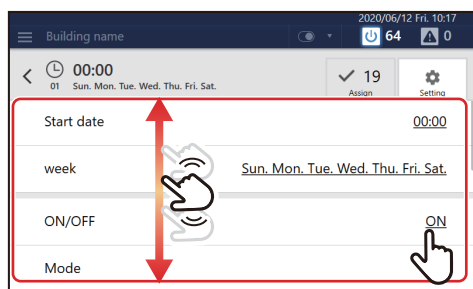 2020/06/12 Fri. 10:17
Building name
64
0
00:00
01 Sun. Mon. Tue. Wed. Thu. Fri. Sat.
19
Assign
Setting
Start date 00:00
week Sun. Mon. Tue. Wed. Thu. Fri. Sat.
ON/OFF ON
Mode